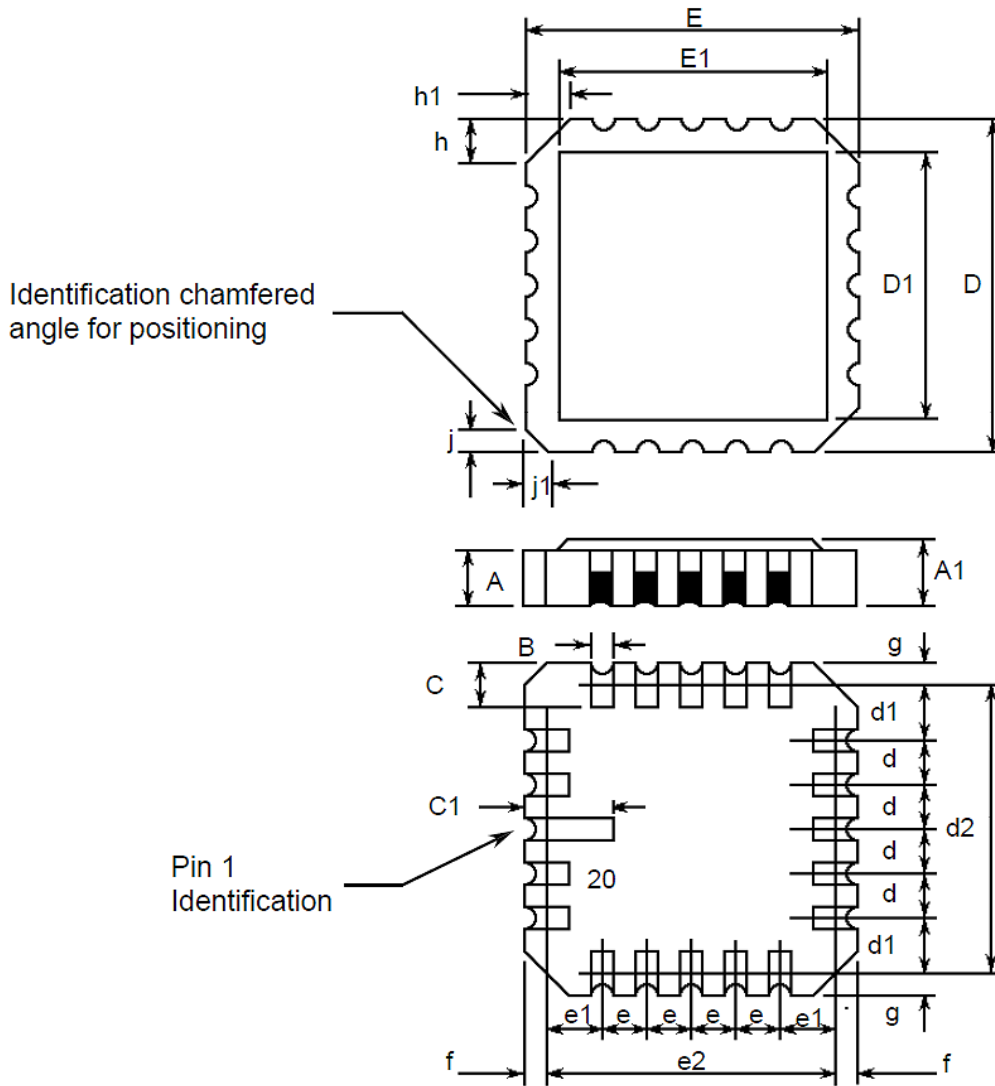 E
E1
h1
h
D1
D
Identification chamfered
angle for positioning
j
j1
A
A1
B
g
C
d1
d
C1
d
d2
d
Pin 1
Identification
20
d
d1
e1 e e e e e1
g
f
e2
f